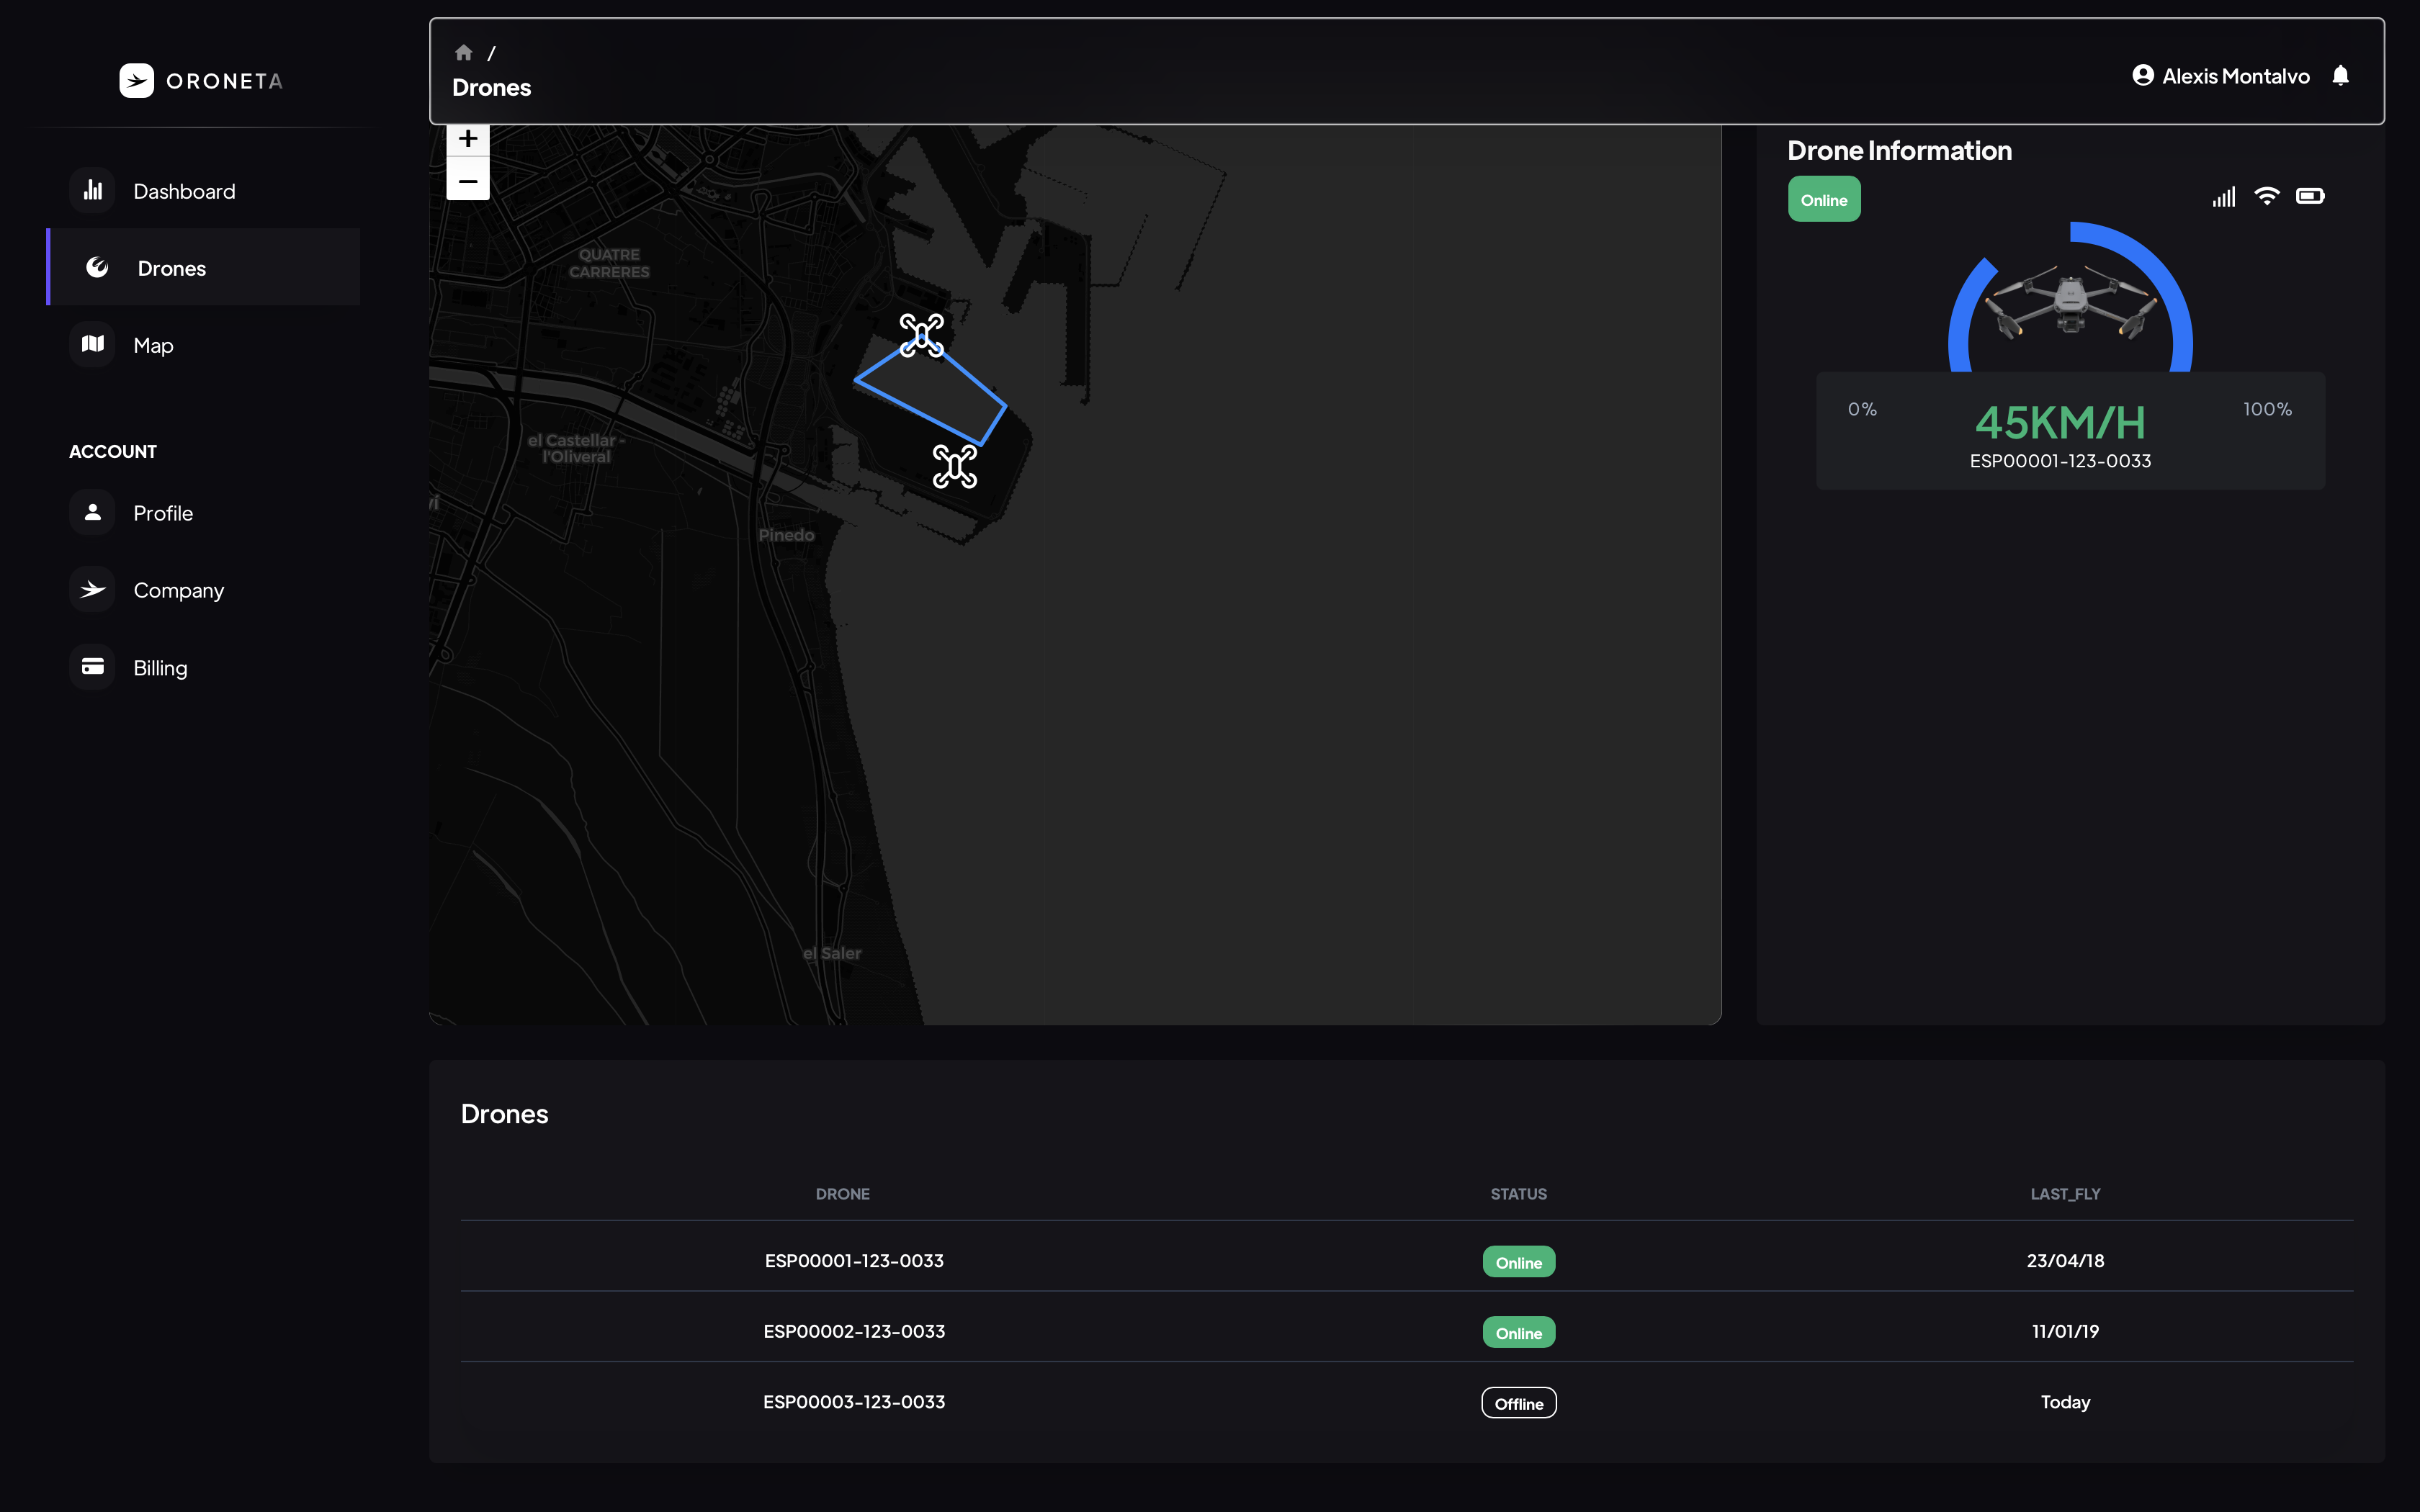 ORONETA
Dashboard
Drones
Map
ACCOUNT
Profile
Company
Billing
/
Drones
Alexis Montalvo
+
−
QUATRE
CARRERES
el Castellar -
l'Oliveral
Pinedo
el Saler
Drone Information
Online
0%
45KM/H
100%
ESP00001-123-0033
Drones
DRONE STATUS LAST_FLY
ESP00001-123-0033 Online 23/04/18
ESP00002-123-0033 Online 11/01/19
ESP00003-123-0033 Offline Today